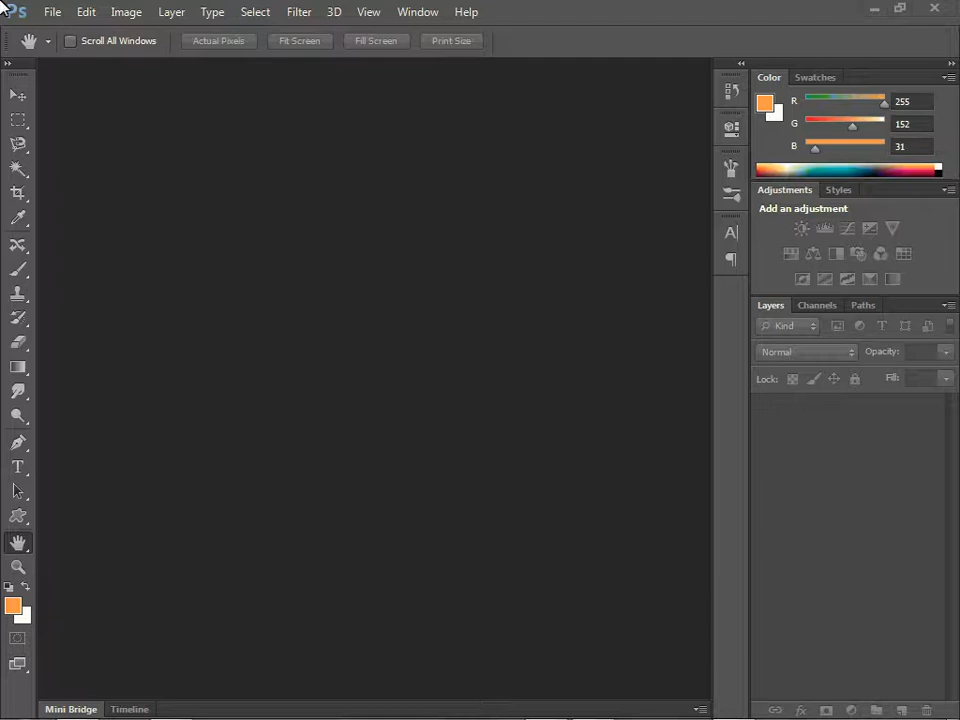 Ps File Edit Image Layer Type Select Filter 3D View Window Help
Scroll All Windows Actual Pixels Fit Screen Fill Screen Print Size
Color Swatches
R 255
G 152
B 31
Adjustments Styles
Add an adjustment
Layers Channels Paths
Kind
Normal Opacity:
Lock: Fill:
Mini Bridge Timeline